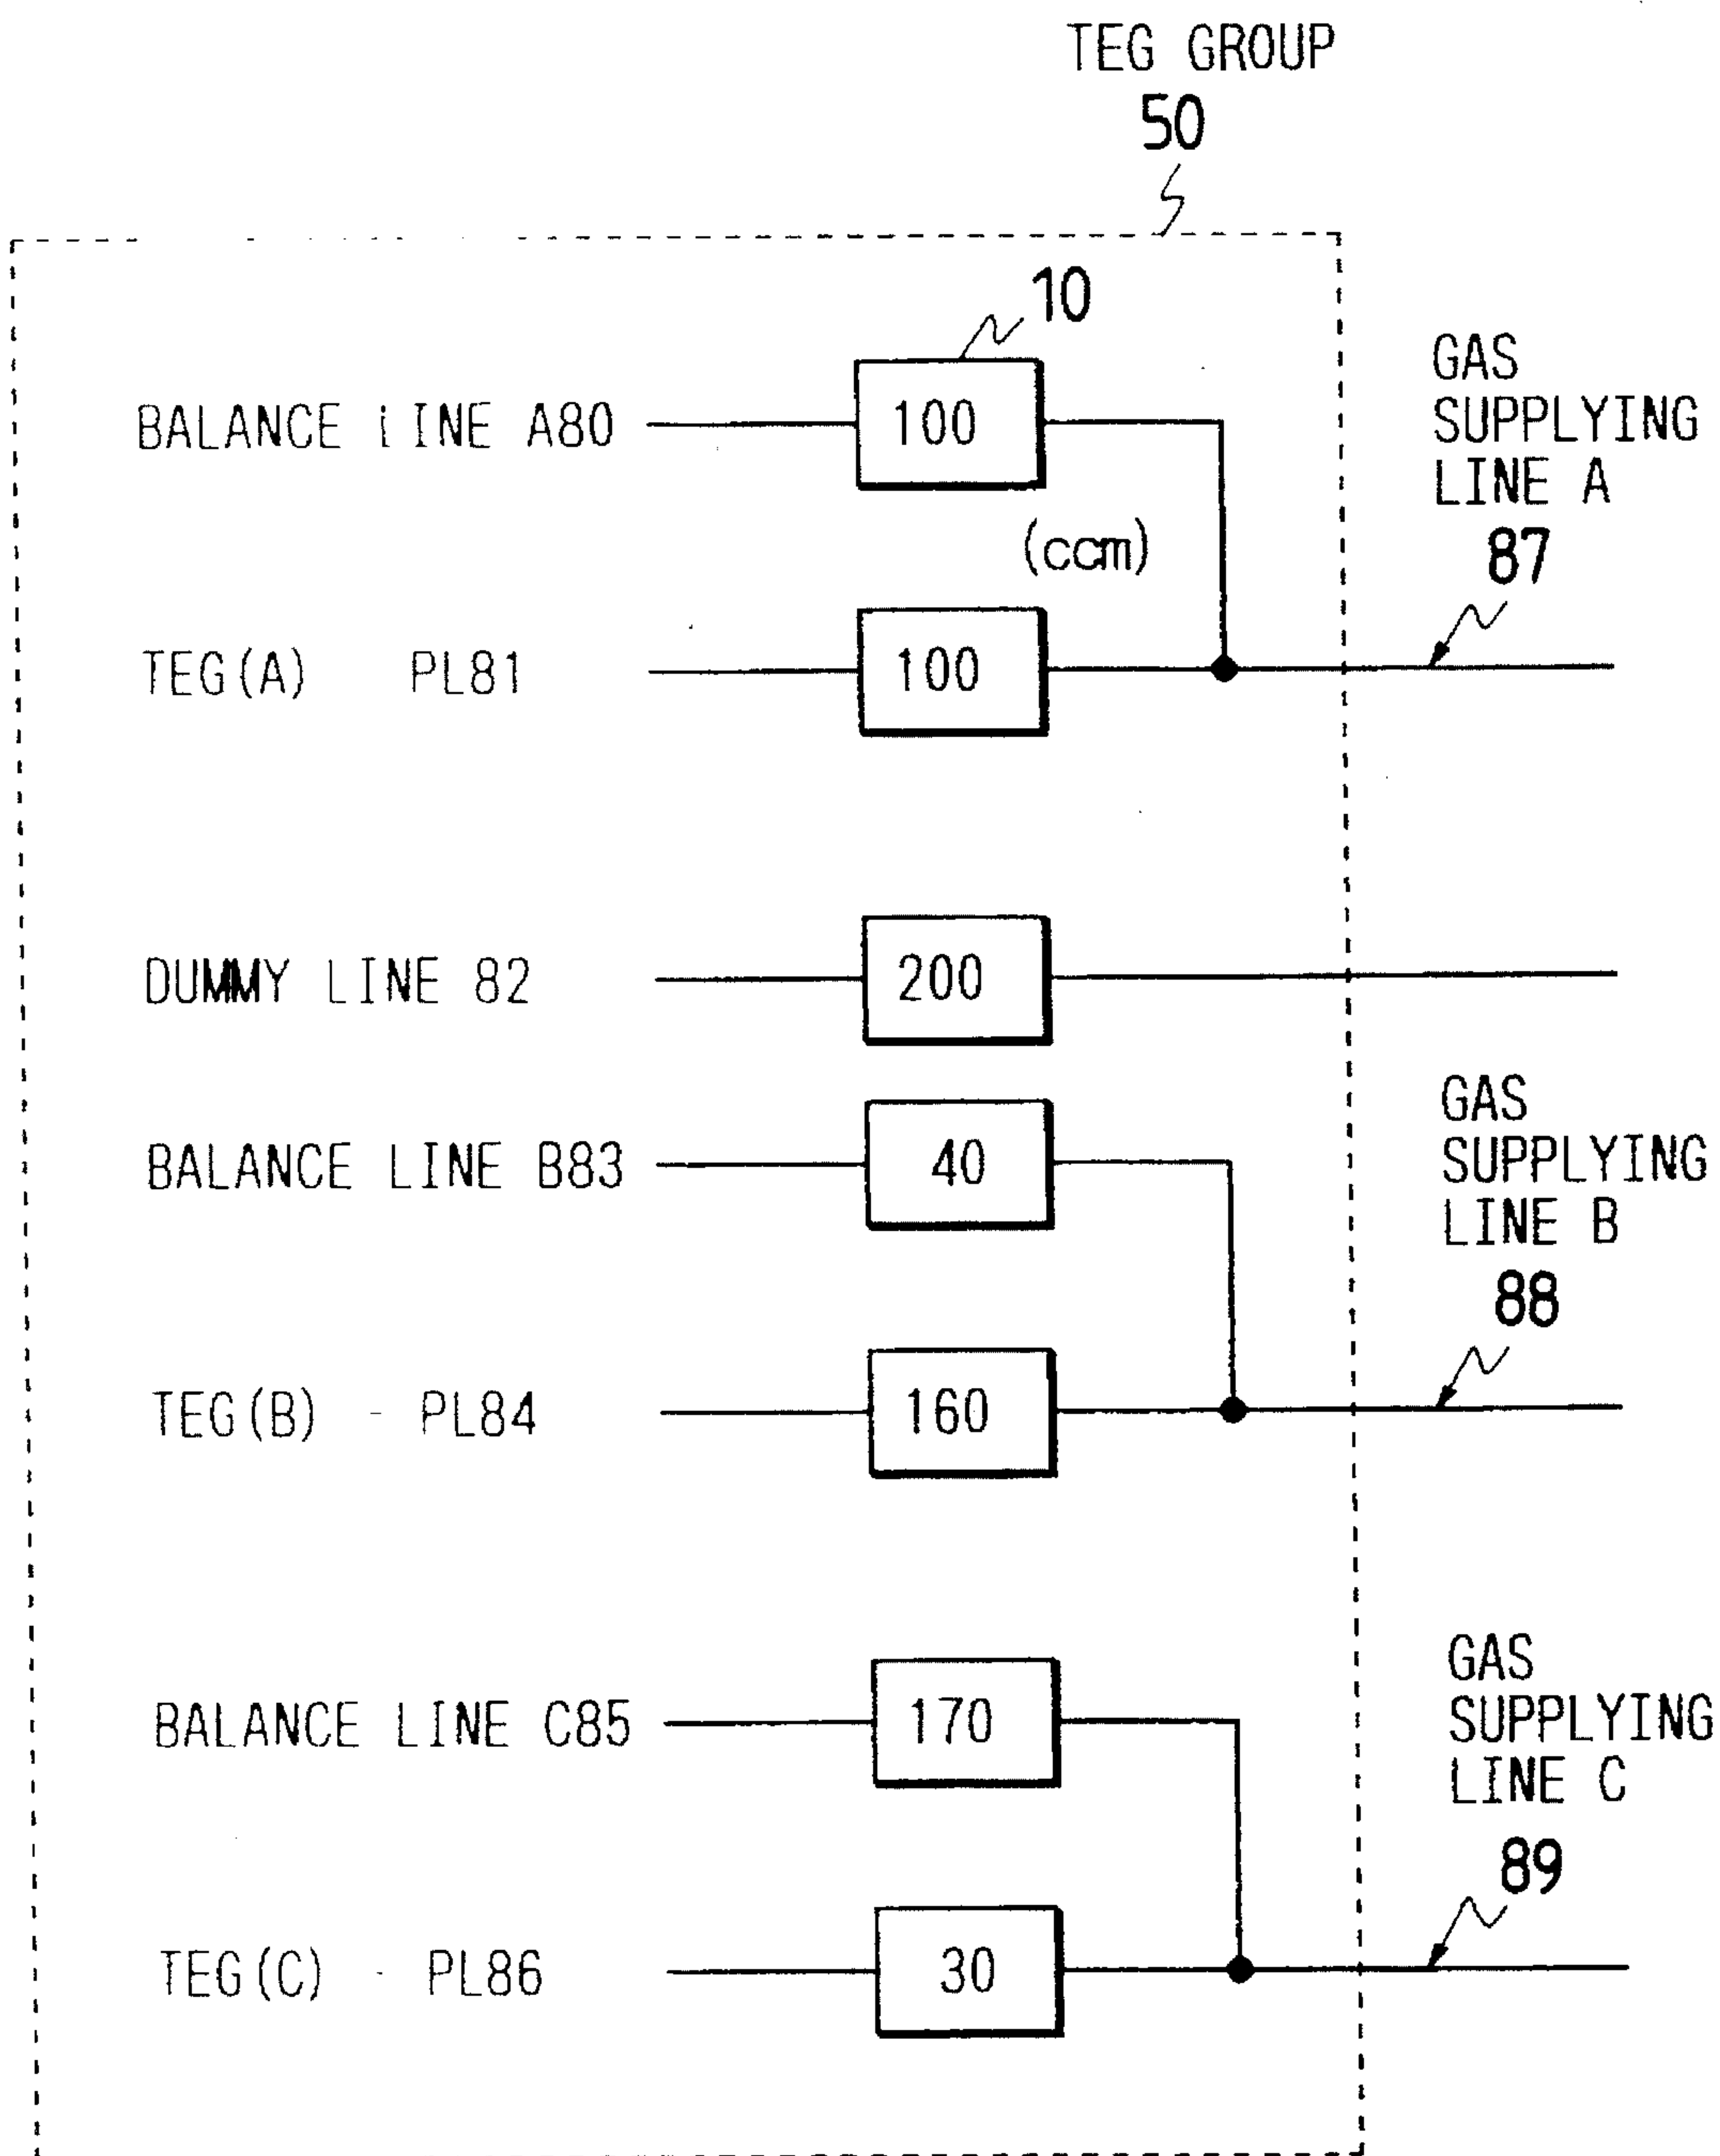 TEG GROUP
50
10
BALANCE LINE A80
100
GAS
SUPPLYING
LINE A
87
(ccm)
TEG(A) PL81
100
DUMMY LINE 82
200
BALANCE LINE B83
40
GAS
SUPPLYING
LINE B
88
TEG(B) - PL84
160
BALANCE LINE C85
170
GAS
SUPPLYING
LINE C
89
TEG(C) - PL86
30